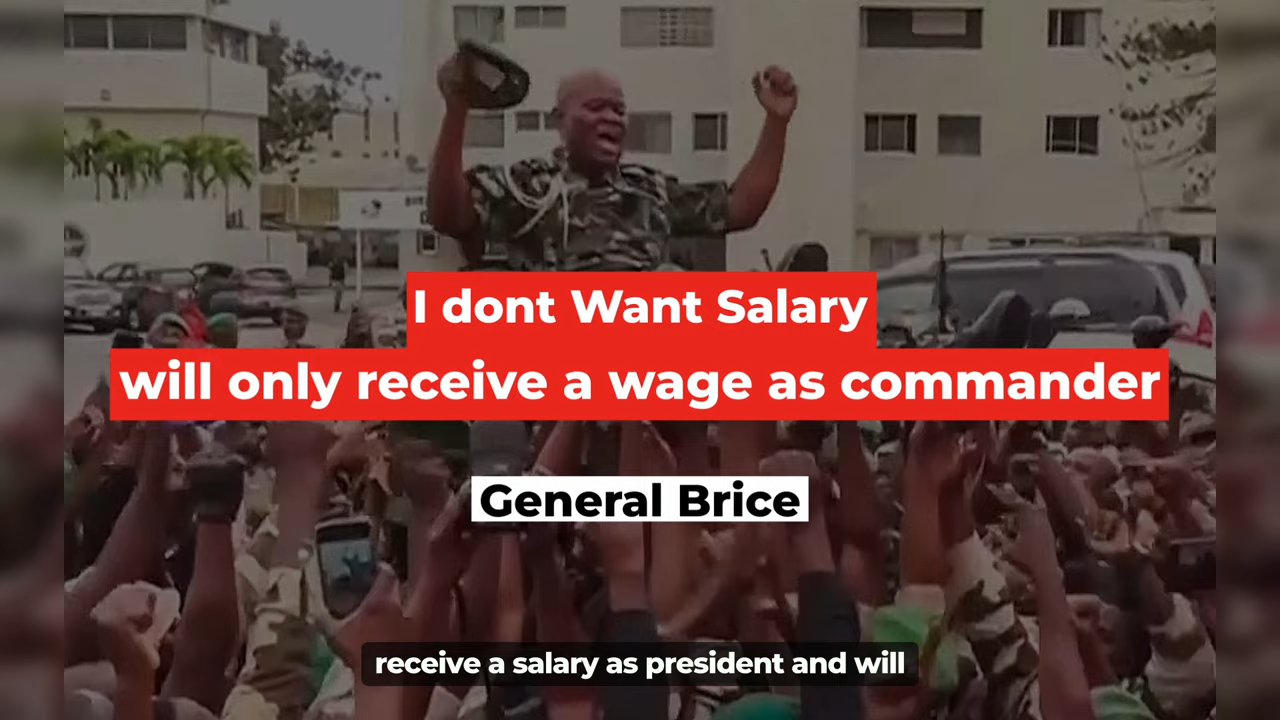 I dont Want Salary
will only receive a wage as commander
General Brice
receive a salary as president and will